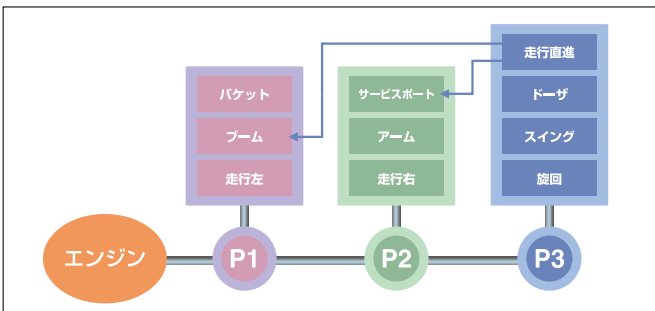 走行直進
バケット
サービスポート
ドーザ
ブーム
アーム
スイング
走行左
走行右
旋回
エンジン
P1
P2
P3